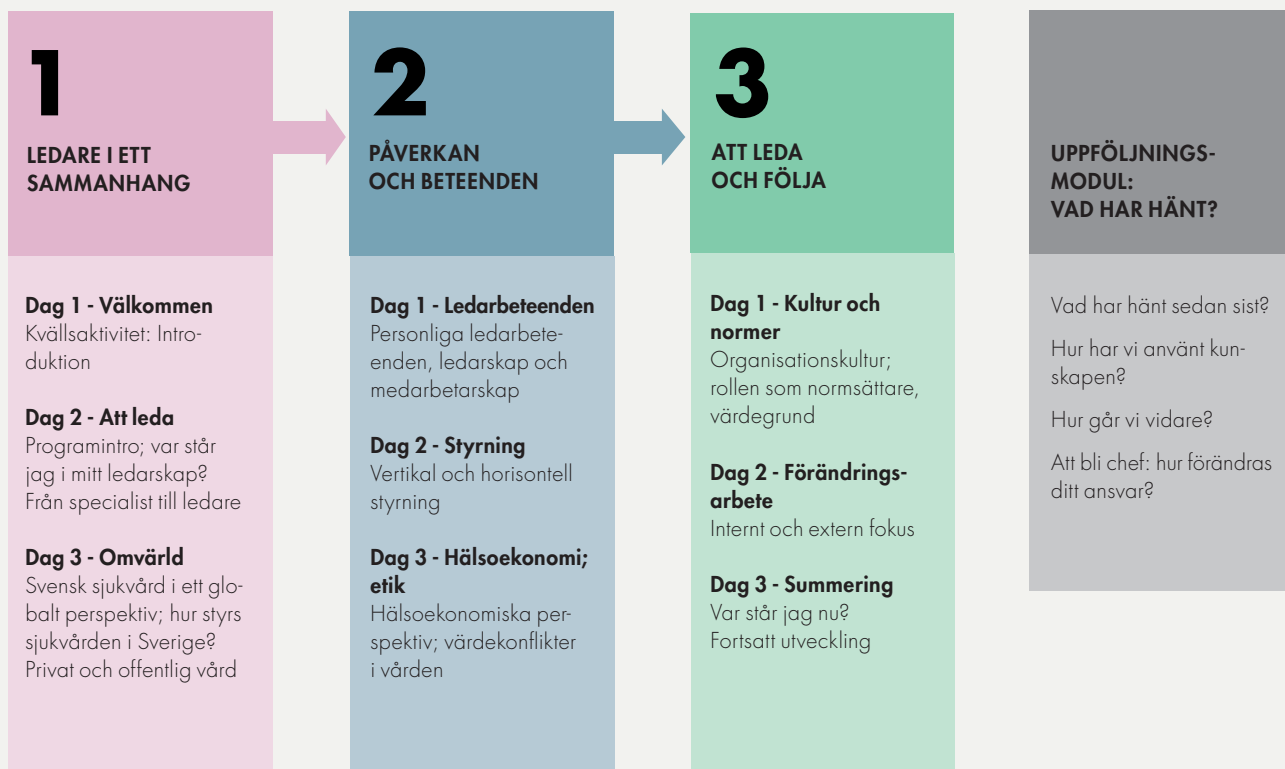 1
LEDARE I ETT
SAMMANHANG
Dag 1 - Välkommen
Kvällsaktivitet: Intro-
duktion
Dag 2 - Att leda
Programintro; var står
jag i mitt ledarskap?
Från specialist till ledare
Dag 3 - Omvärld
Svensk sjukvård i ett glo-
balt perspektiv; hur styrs
sjukvården i Sverige?
Privat och offentlig vård
2
PÅVERKAN
OCH BETEENDEN
Dag 1 - Ledarbeteenden
Personliga ledarbete-
enden, ledarskap och
medarbetarskap
Dag 2 - Styrning
Vertikal och horisontell
styrning
Dag 3 - Hälsoekonomi;
etik
Hälsoekonomiska per-
spektiv; värdekonflikter
i vården
3
ATT LEDA
OCH FÖLJA
Dag 1 - Kultur och
normer
Organisationskultur;
rollen som normsättare,
värdegrund
Dag 2 - Förändrings-
arbete
Internt och extern fokus
Dag 3 - Summering
Var står jag nu?
Fortsatt utveckling
UPPFÖLJNINGS-
MODUL:
VAD HAR HÄNT?
Vad har hänt sedan sist?
Hur har vi använt kun-
skapen?
Hur går vi vidare?
Att bli chef: hur förändras
ditt ansvar?